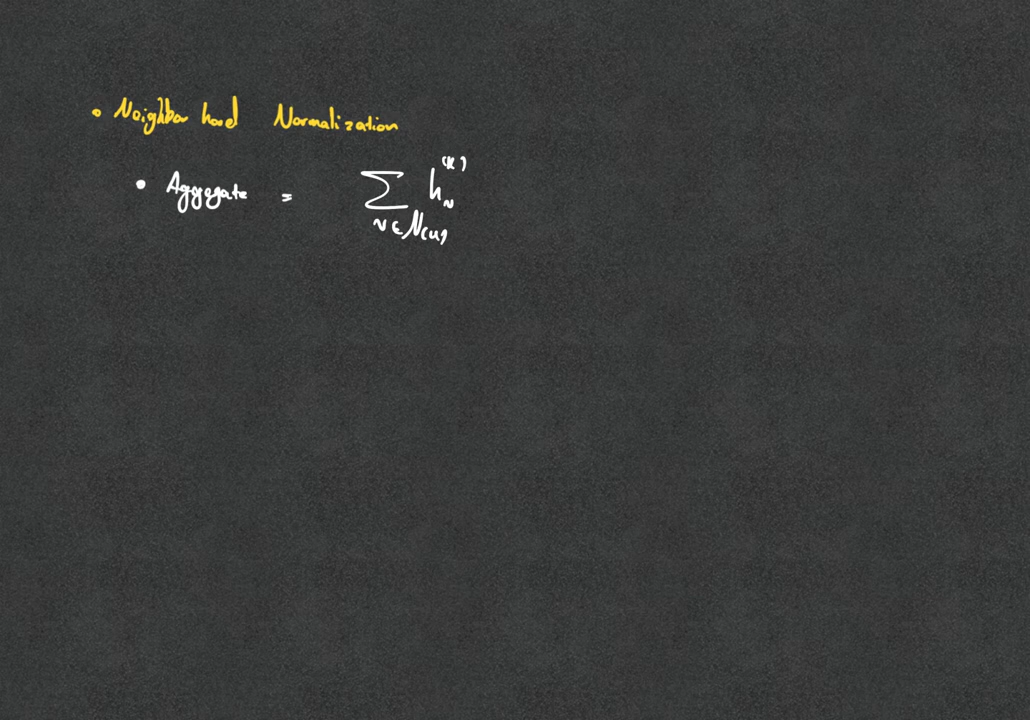 • Neighborhood Normalization
• Aggregate = ∑ h_v^(k)
v ∈ N(u)